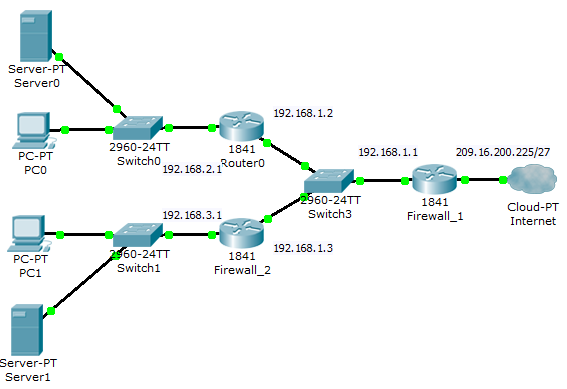 Server-PT
Server0
192.168.1.2
PC-PT
PC0
2960-24TT
Switch0
1841
Router0
192.168.1.1
209.16.200.225/27
192.168.2.1
2960-24TT
Switch3
1841
Firewall_1
Cloud-PT
Internet
192.168.3.1
192.168.1.3
PC-PT
PC1
2960-24TT
Switch1
1841
Firewall_2
Server-PT
Server1